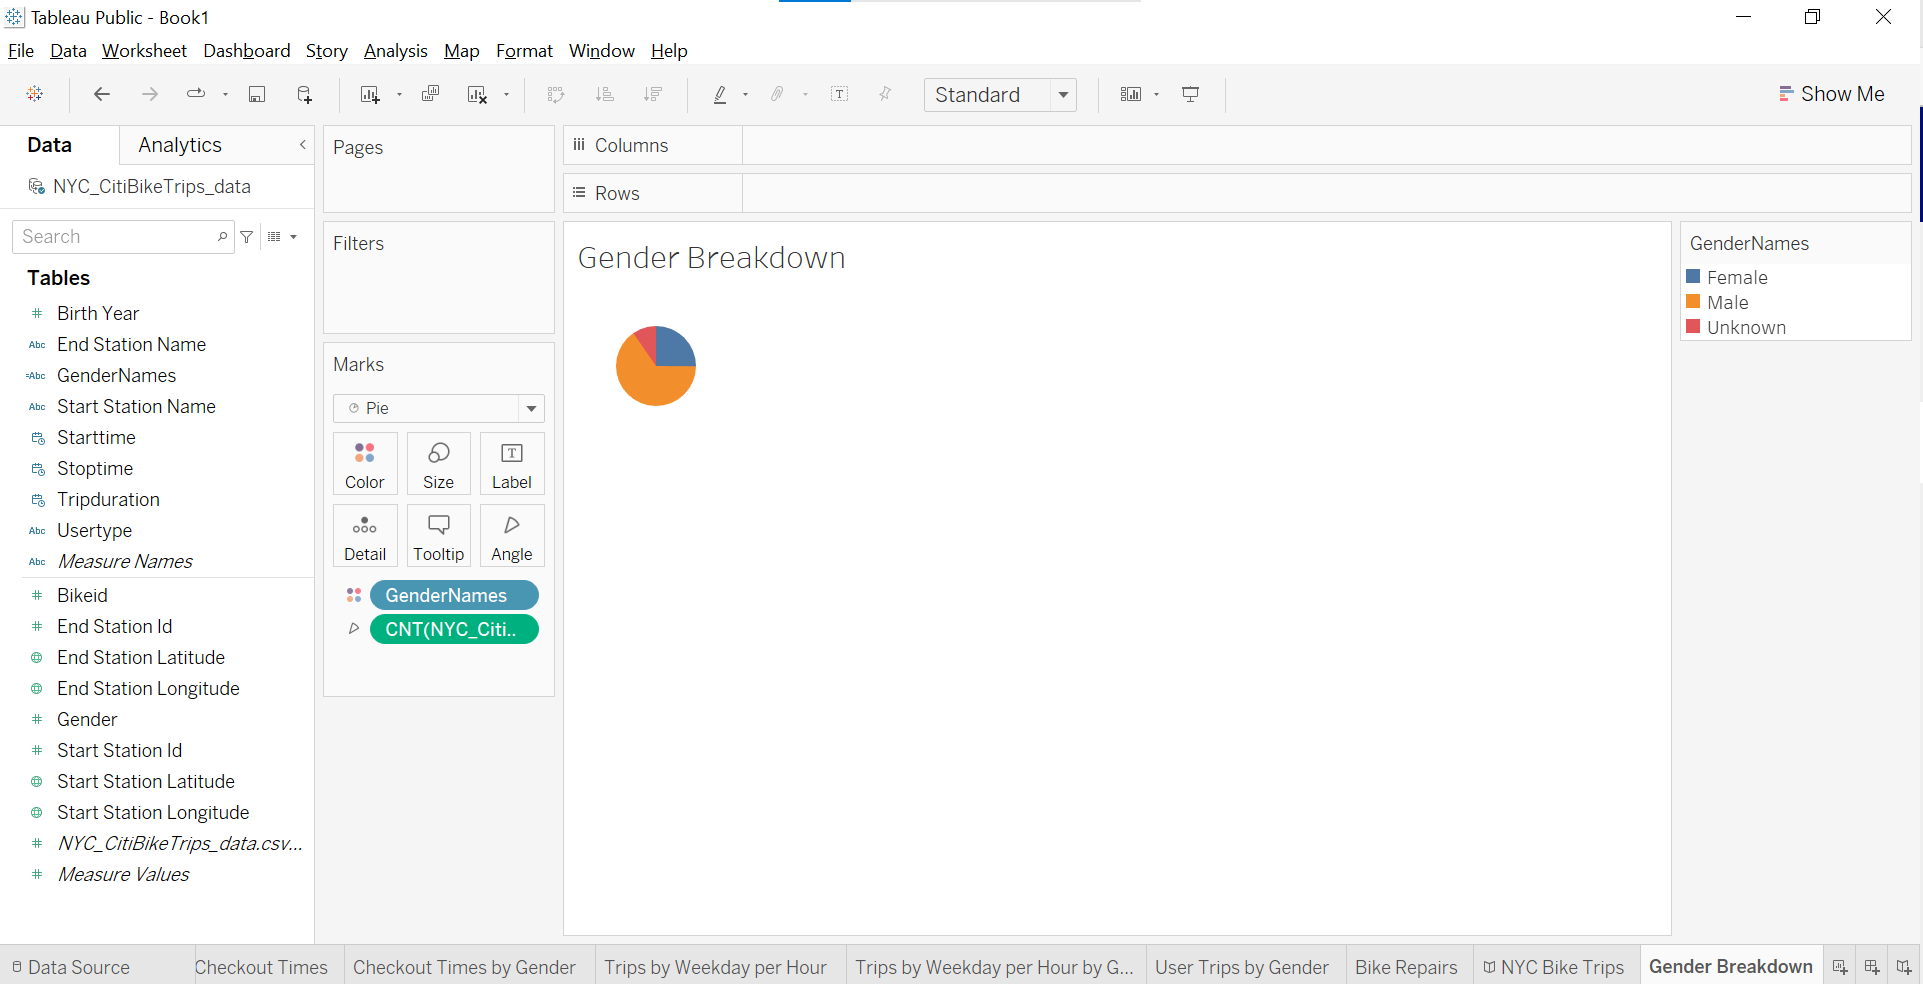 Tableau Public - Book1
File Data Worksheet Dashboard Story Analysis Map Format Window Help
Standard
Show Me
Data Analytics
NYC_CitiBikeTrips_data
Search
Tables
# Birth Year
Abc End Station Name
=Abc GenderNames
Abc Start Station Name
Starttime
Stoptime
Tripduration
Abc Usertype
Abc Measure Names
# Bikeid
# End Station Id
End Station Latitude
End Station Longitude
# Gender
# Start Station Id
Start Station Latitude
Start Station Longitude
# NYC_CitiBikeTrips_data.csv...
# Measure Values
Pages
Filters
Marks
Pie
Color Size T Label
Detail Tooltip Angle
GenderNames
CNT(NYC_Citi..
Columns
Rows
Gender Breakdown
GenderNames
Female
Male
Unknown
Data Source Checkout Times Checkout Times by Gender Trips by Weekday per Hour Trips by Weekday per Hour by G... User Trips by Gender Bike Repairs NYC Bike Trips Gender Breakdown